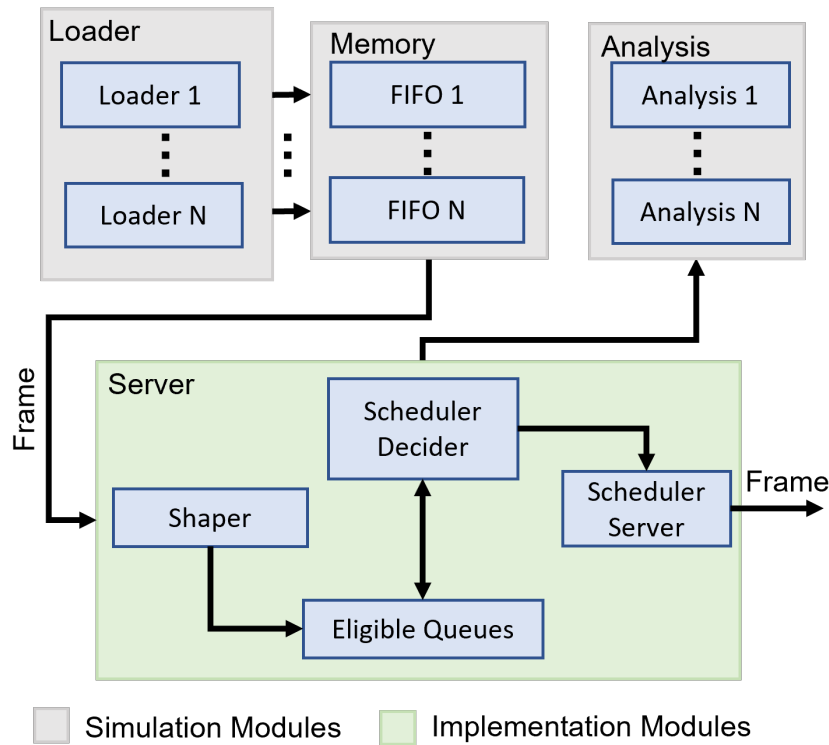 Loader
Loader 1
Loader N
Memory
FIFO 1
FIFO N
Analysis
Analysis 1
Analysis N
Frame
Server
Scheduler
Decider
Shaper
Scheduler
Server
Frame
Eligible Queues
Simulation Modules
Implementation Modules